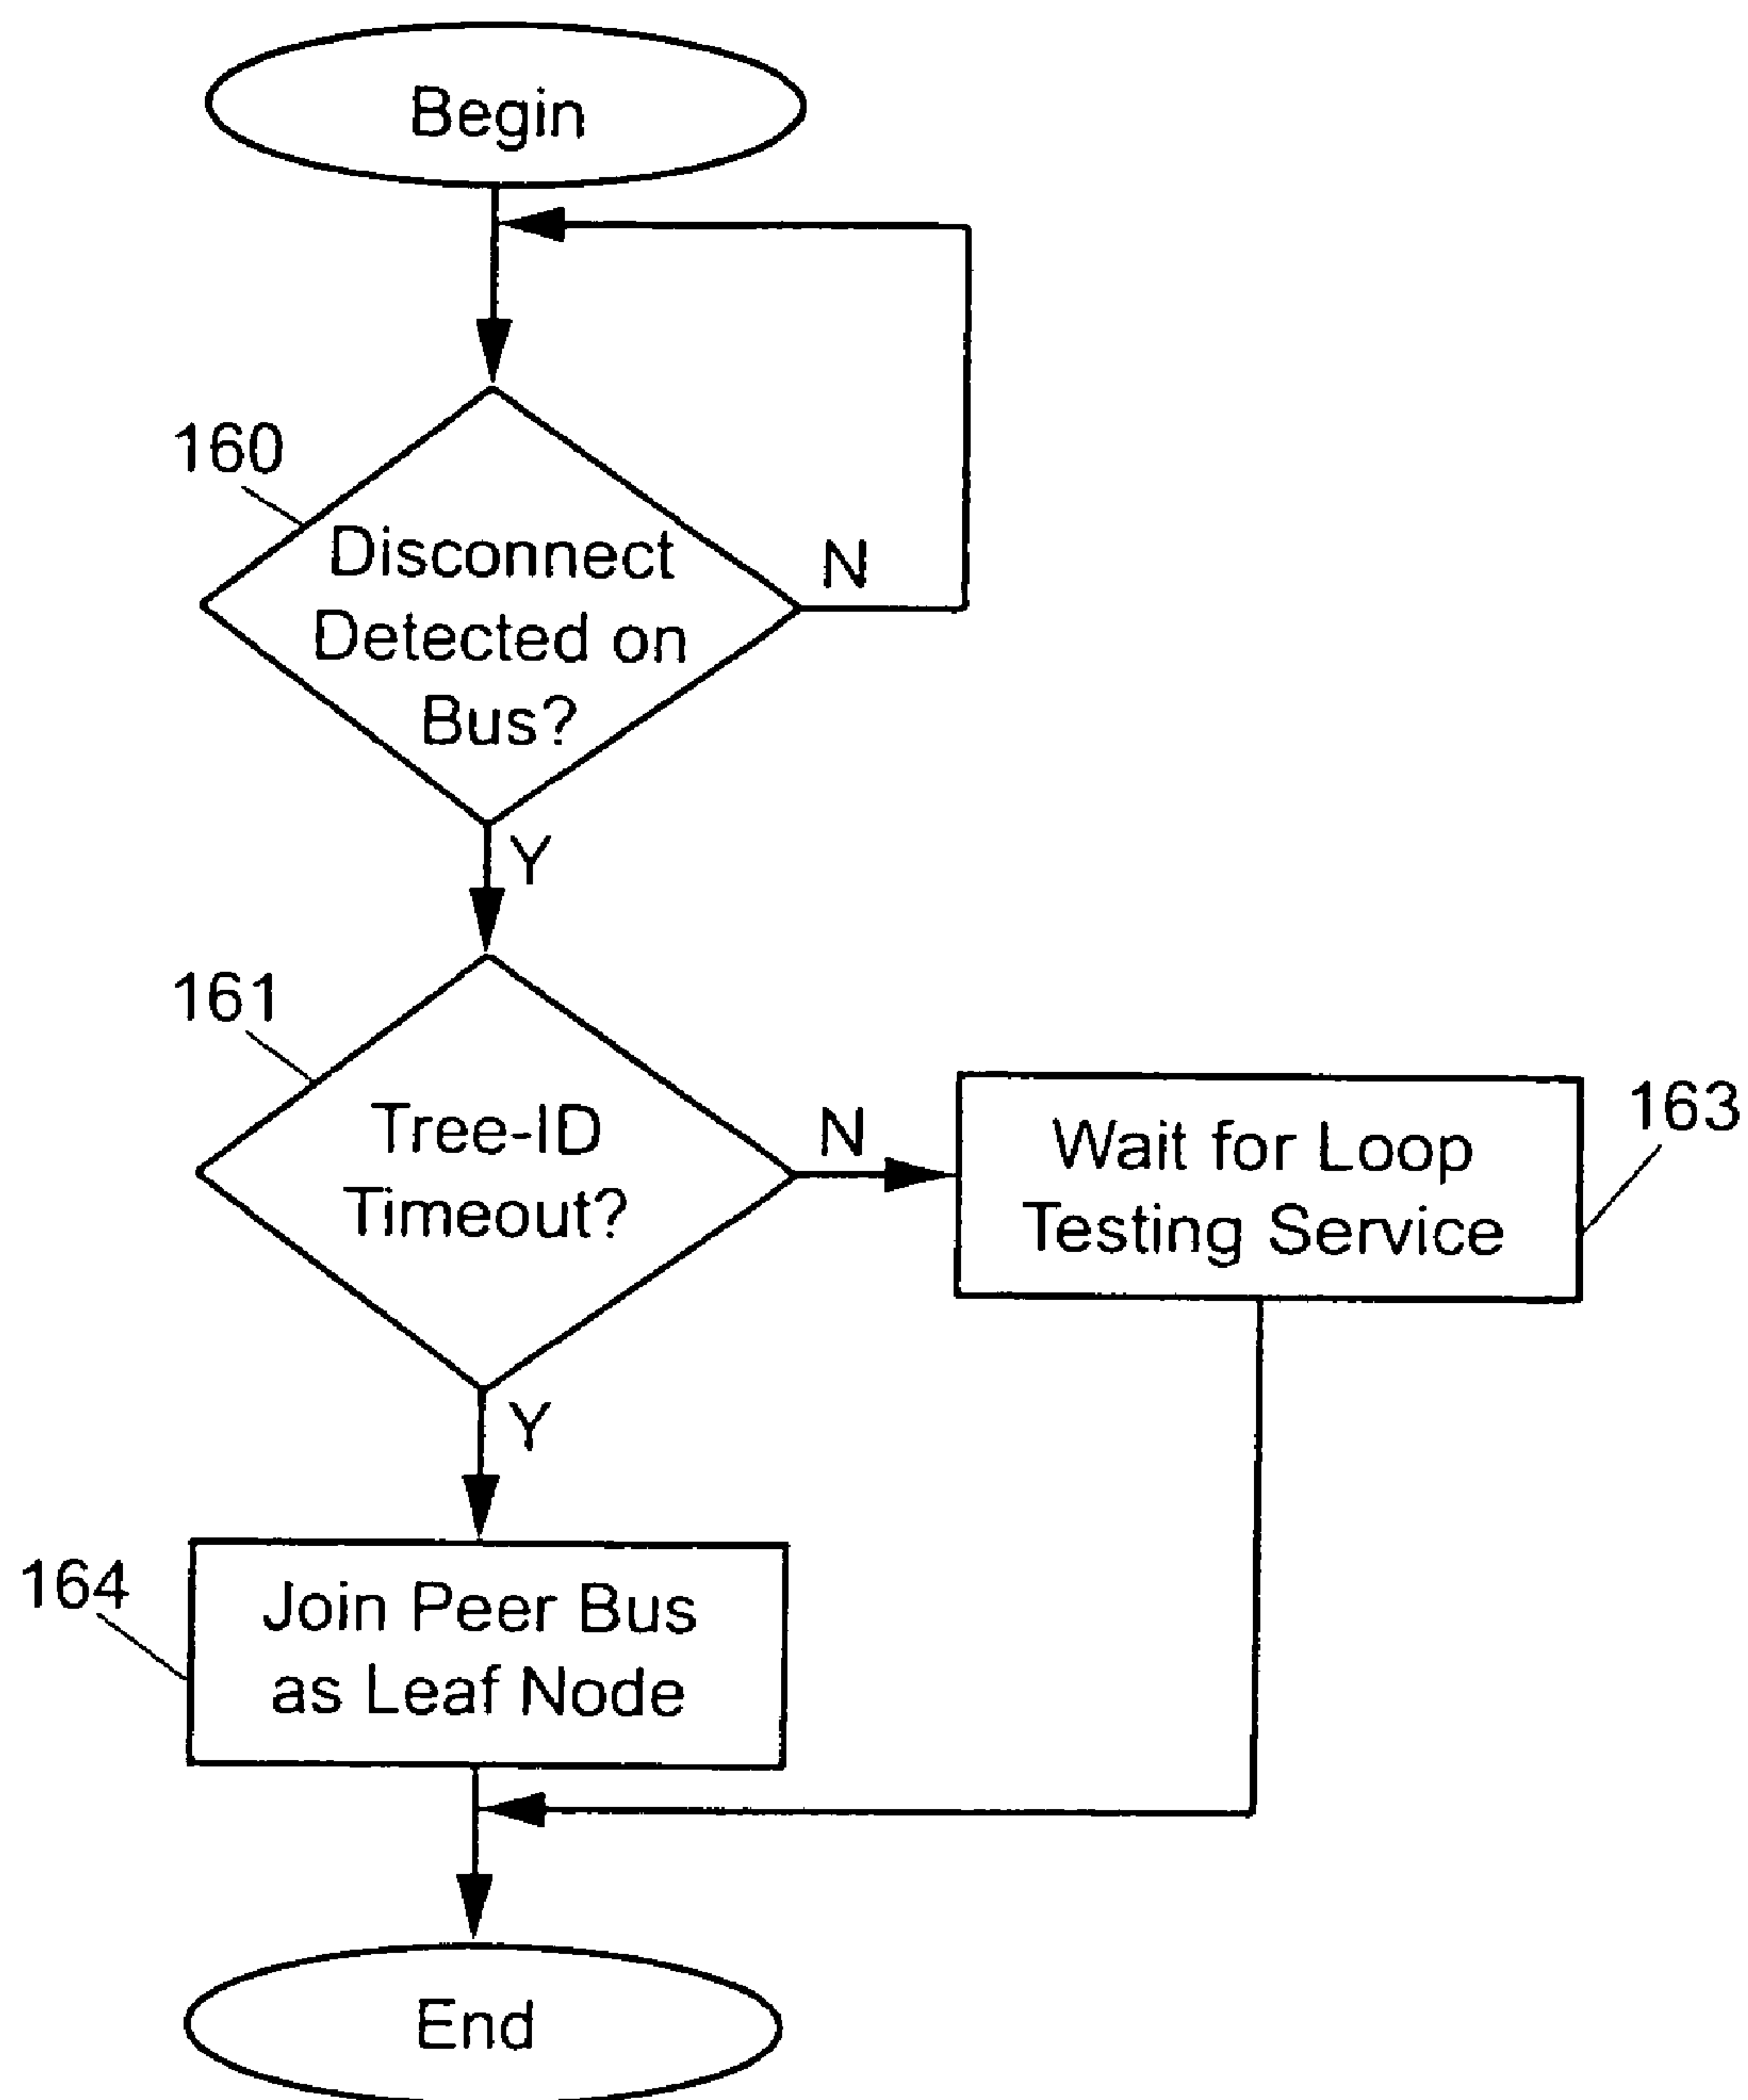 Begin
160
Disconnect
Detected on
Bus?
N
Y
161
Tree-ID
Timeout?
N
Wait for Loop
Testing Service
163
Y
164
Join Peer Bus
as Leaf Node
End